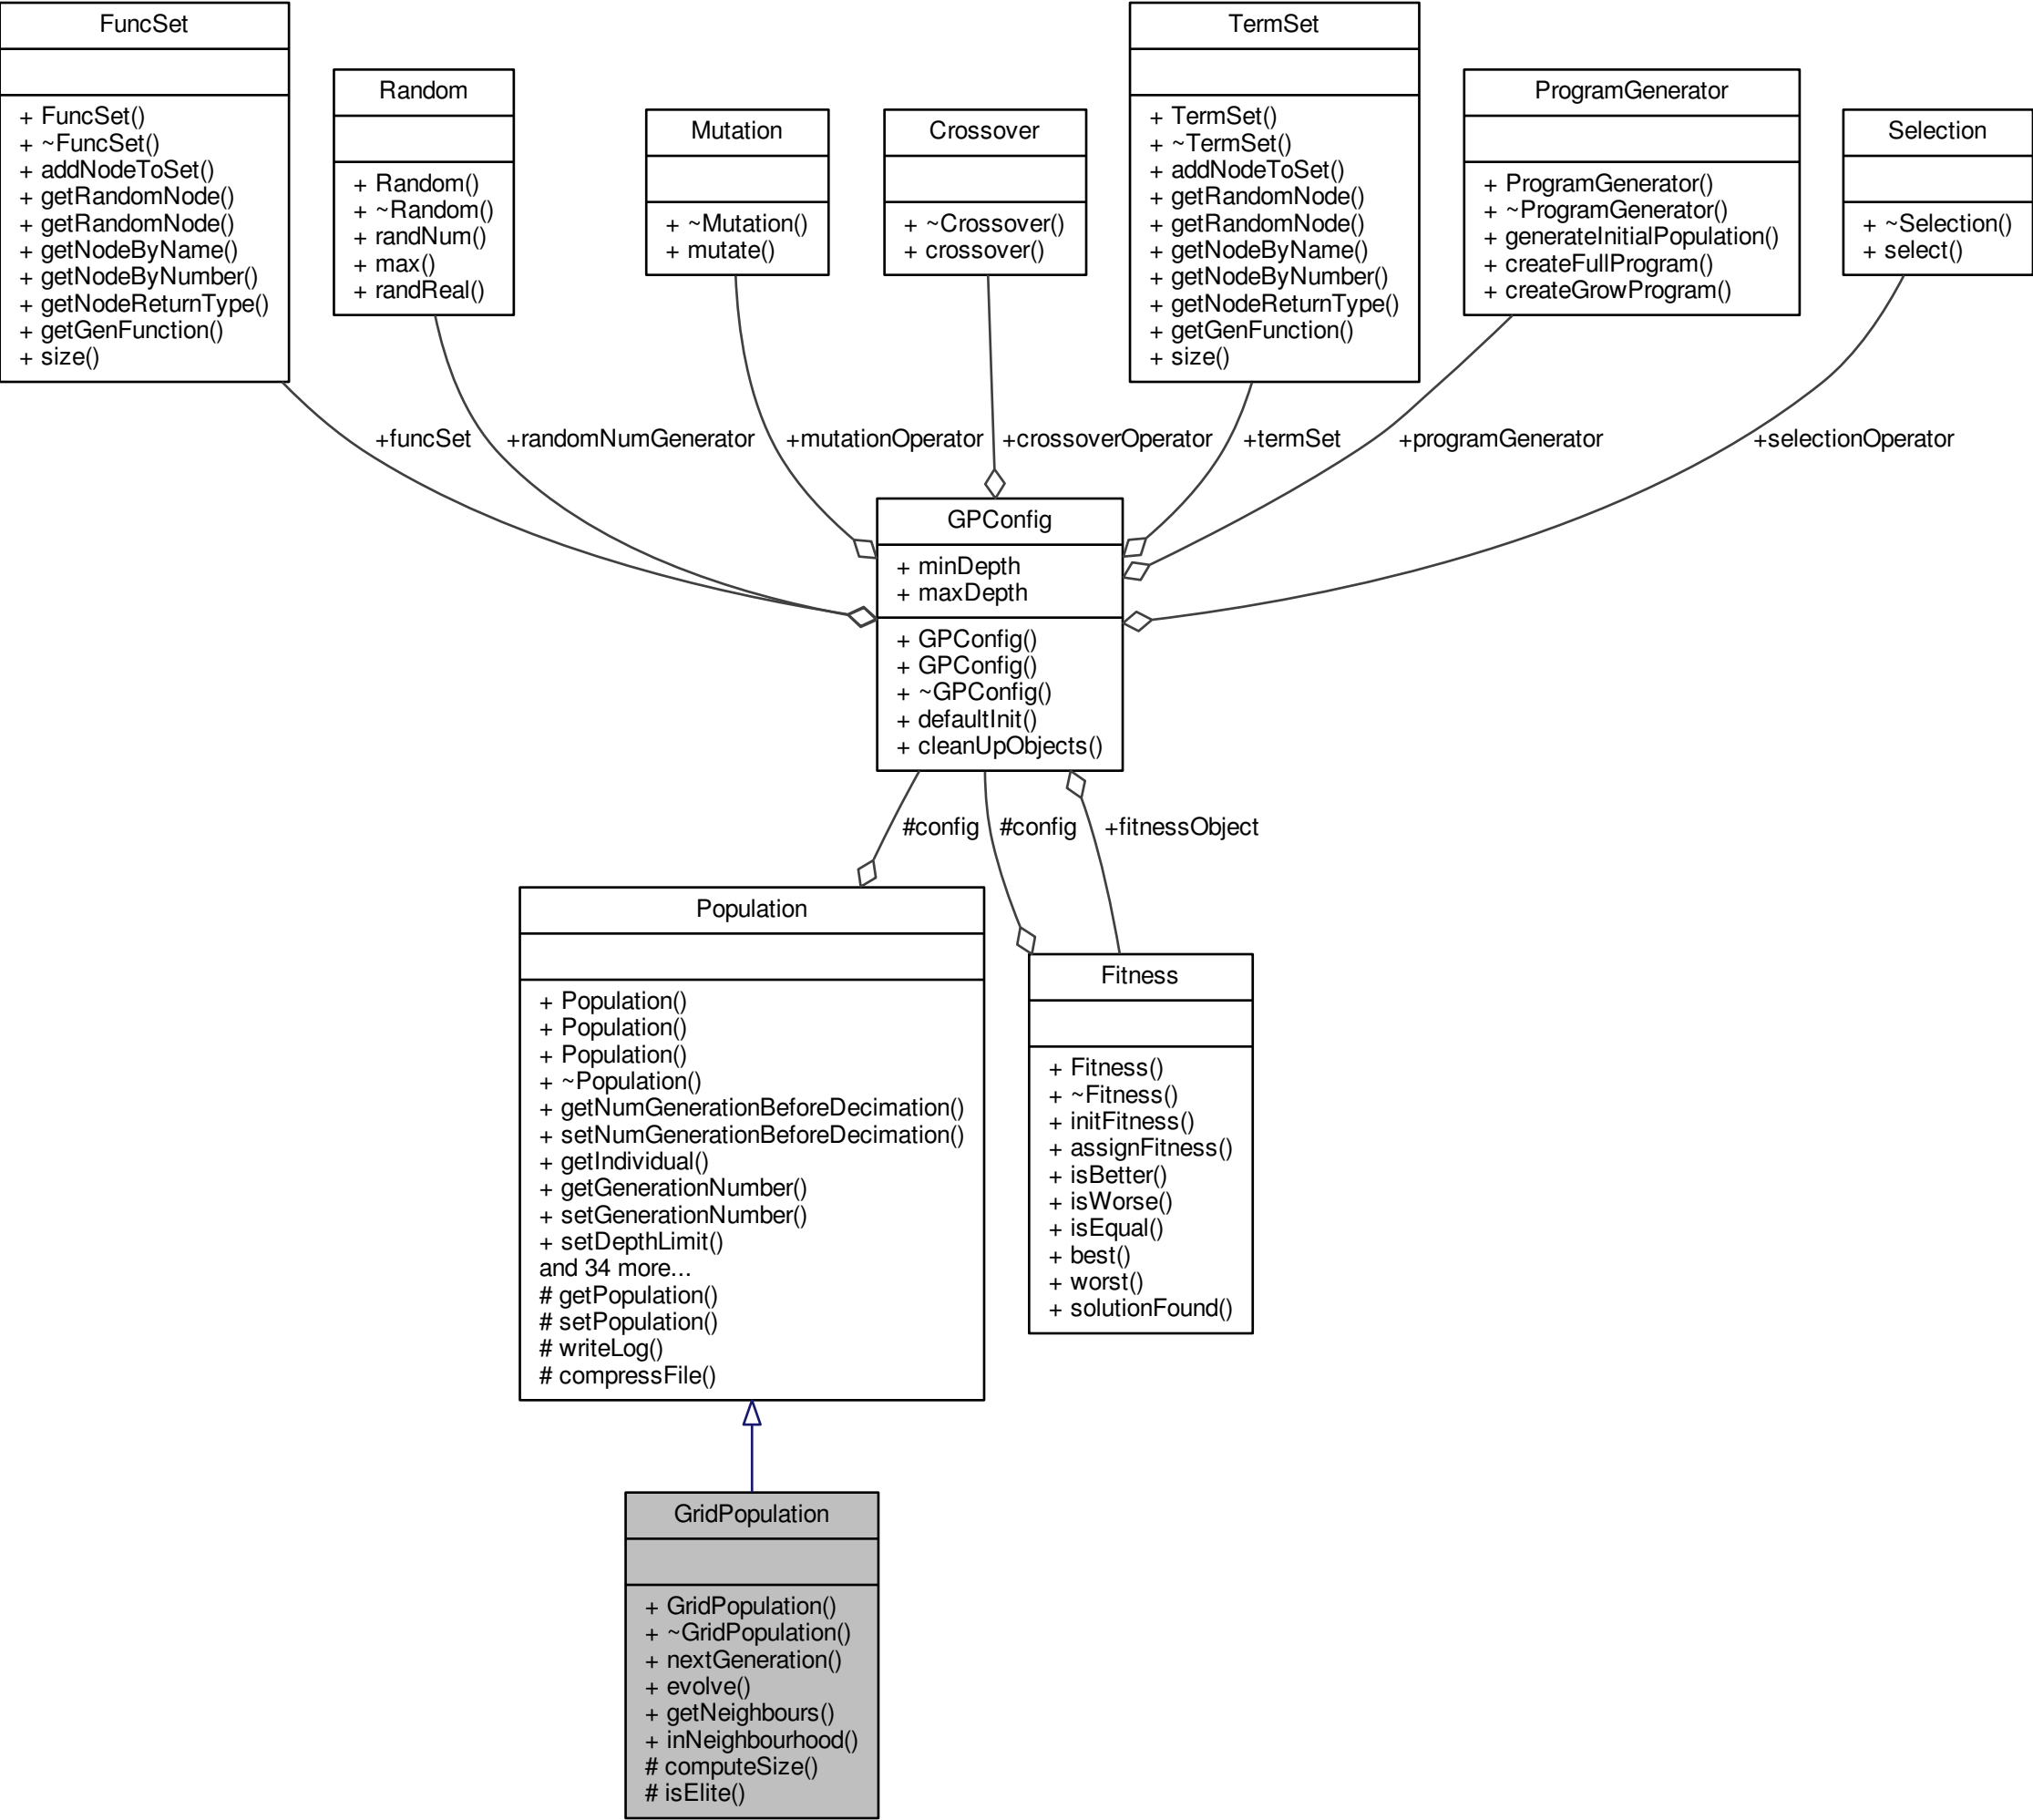 FuncSet
+ FuncSet()
+ ~FuncSet()
+ addNodeToSet()
+ getRandomNode()
+ getRandomNode()
+ getNodeByName()
+ getNodeByNumber()
+ getNodeReturnType()
+ getGenFunction()
+ size()
Random
+ Random()
+ ~Random()
+ randNum()
+ max()
+ randReal()
Mutation
+ ~Mutation()
+ mutate()
Crossover
+ ~Crossover()
+ crossover()
TermSet
+ TermSet()
+ ~TermSet()
+ addNodeToSet()
+ getRandomNode()
+ getRandomNode()
+ getNodeByName()
+ getNodeByNumber()
+ getNodeReturnType()
+ getGenFunction()
+ size()
ProgramGenerator
+ ProgramGenerator()
+ ~ProgramGenerator()
+ generateInitialPopulation()
+ createFullProgram()
+ createGrowProgram()
Selection
+ ~Selection()
+ select()
+funcSet
+randomNumGenerator
+mutationOperator
+crossoverOperator
+termSet
+programGenerator
+selectionOperator
GPConfig
+ minDepth
+ maxDepth
+ GPConfig()
+ GPConfig()
+ ~GPConfig()
+ defaultInit()
+ cleanUpObjects()
#config
#config
+fitnessObject
Population
+ Population()
+ Population()
+ Population()
+ ~Population()
+ getNumGenerationBeforeDecimation()
+ setNumGenerationBeforeDecimation()
+ getIndividual()
+ getGenerationNumber()
+ setGenerationNumber()
+ setDepthLimit()
and 34 more...
# getPopulation()
# setPopulation()
# writeLog()
# compressFile()
Fitness
+ Fitness()
+ ~Fitness()
+ initFitness()
+ assignFitness()
+ isBetter()
+ isWorse()
+ isEqual()
+ best()
+ worst()
+ solutionFound()
GridPopulation
+ GridPopulation()
+ ~GridPopulation()
+ nextGeneration()
+ evolve()
+ getNeighbours()
+ inNeighbourhood()
# computeSize()
# isElite()